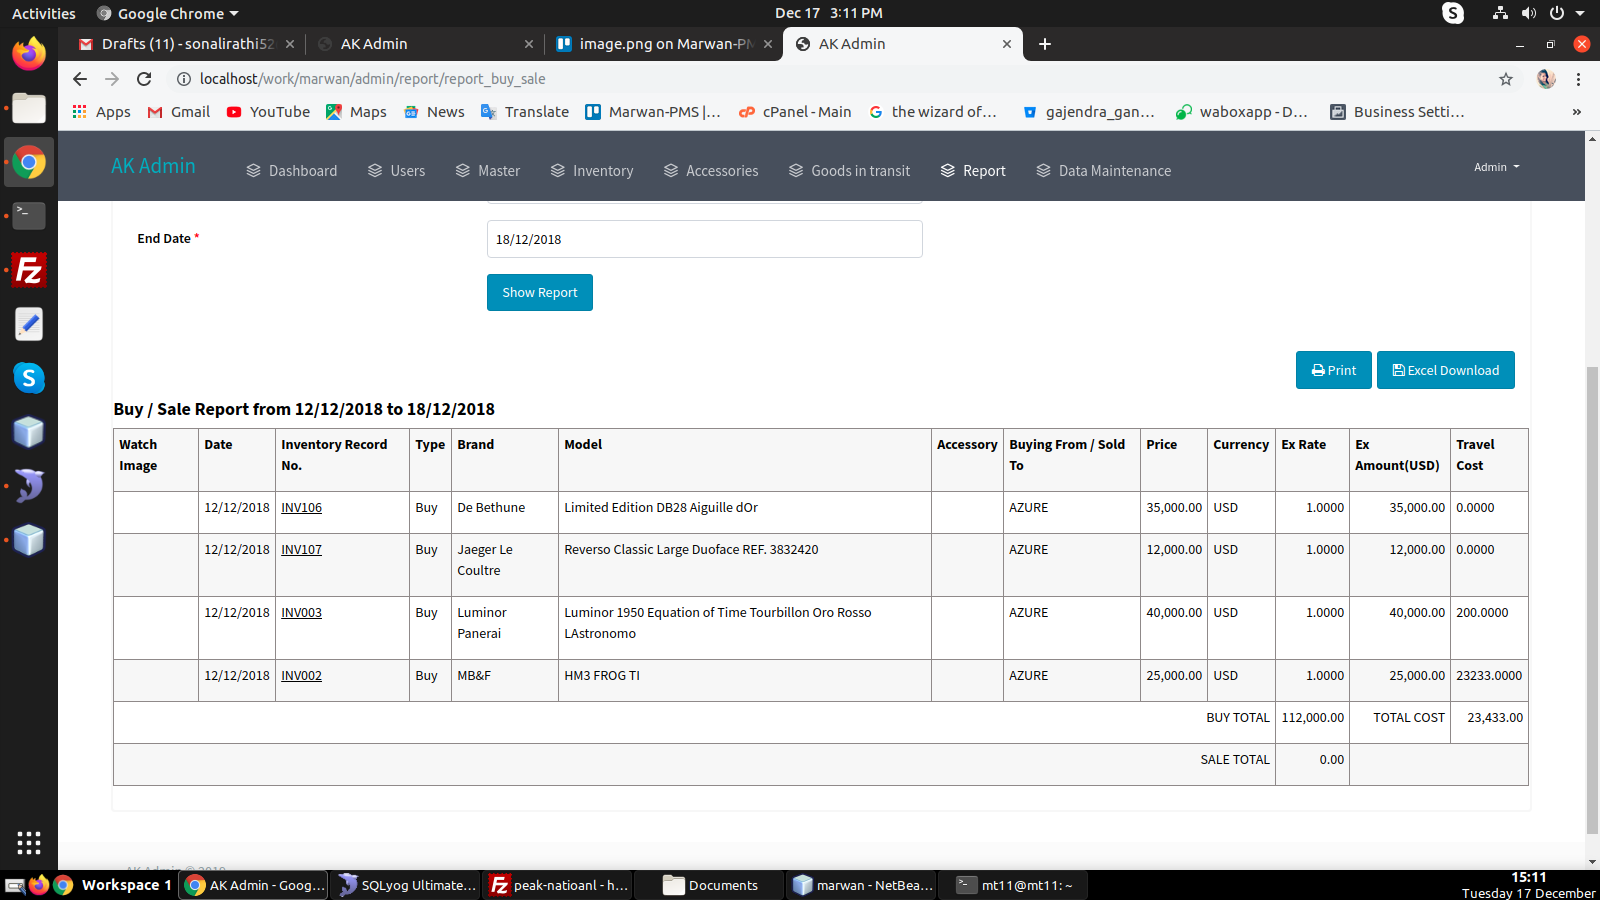 Activities Google Chrome Dec 17 3:11 PM
Drafts (11) - sonalirathi52 AK Admin image.png on Marwan-PM AK Admin
localhost/work/marwan/admin/report/report_buy_sale
Apps Gmail YouTube Maps News Translate Marwan-PMS |... cPanel - Main the wizard of... gajendra_gan... waboxapp - D... Business Setti... »
AK Admin Dashboard Users Master Inventory Accessories Goods in transit Report Data Maintenance Admin
End Date * 18/12/2018
Show Report
Print Excel Download
Buy / Sale Report from 12/12/2018 to 18/12/2018
Watch Image Date Inventory Record No. Type Brand Model Accessory Buying From / Sold To Price Currency Ex Rate Ex Amount(USD) Travel Cost
12/12/2018 INV106 Buy De Bethune Limited Edition DB28 Aiguille dOr AZURE 35,000.00 USD 1.0000 35,000.00 0.0000
12/12/2018 INV107 Buy Jaeger Le Coultre Reverso Classic Large Duoface REF. 3832420 AZURE 12,000.00 USD 1.0000 12,000.00 0.0000
12/12/2018 INV003 Buy Luminor Panerai Luminor 1950 Equation of Time Tourbillon Oro Rosso LAstronomo AZURE 40,000.00 USD 1.0000 40,000.00 200.0000
12/12/2018 INV002 Buy MB&F HM3 FROG TI AZURE 25,000.00 USD 1.0000 25,000.00 23233.0000
BUY TOTAL 112,000.00 TOTAL COST 23,433.00
SALE TOTAL 0.00
Workspace 1 AK Admin - Goog... SQLyog Ultimate... peak-natioanl - h... Documents marwan - NetBea... mt11@mt11: ~ 15:11
Tuesday 17 December